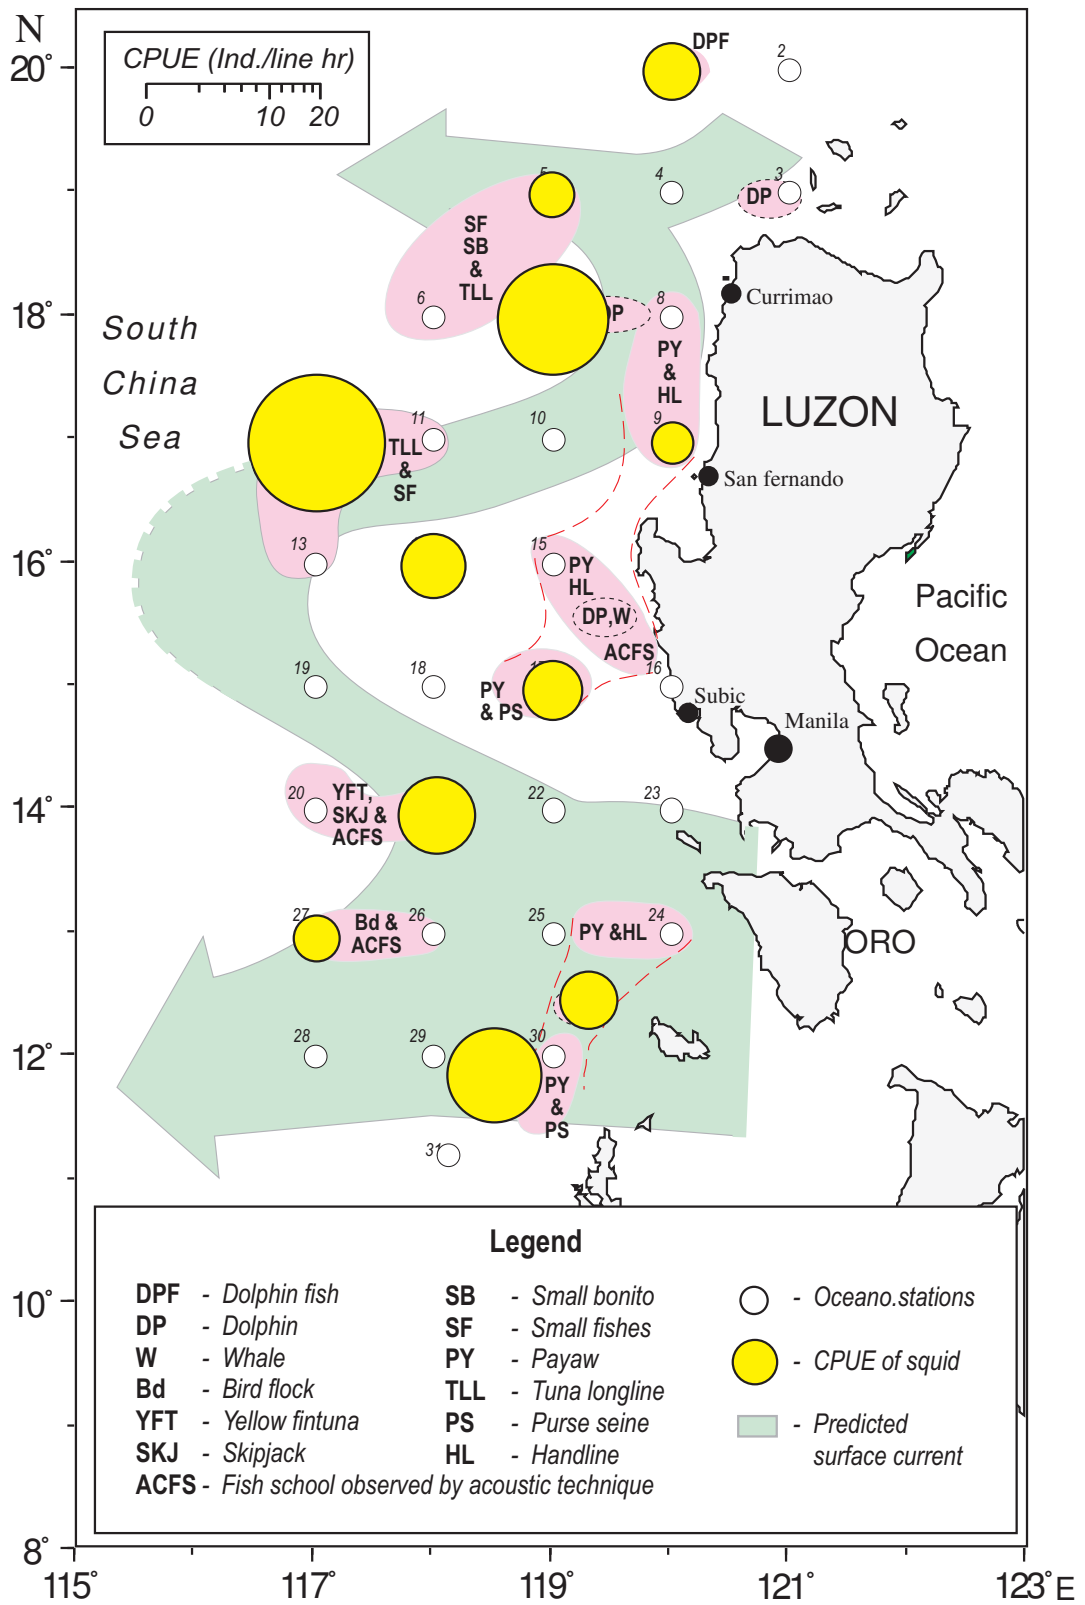 N
20°
18°
16°
14°
12°
10°
8°
115°
117°
119°
121°
123° E
CPUE (Ind./line hr)
0 10 20
DPF
2
5
4
3
DP
SF
SB
&
TLL
6
8
PY
&
HL
Currimao
South
China
Sea
LUZON
11
10
9
TLL
&
SF
San fernando
13
15
PY
HL
DP,W
ACFS
Pacific
Ocean
19
18
16
PY
& PS
Subic
Manila
20
YFT,
SKJ &
ACFS
22
23
27
Bd &
ACFS
26
25
PY &HL
24
ORO
28
29
30
PY
&
PS
31
Legend
DPF - Dolphin fish
DP - Dolphin
W - Whale
Bd - Bird flock
YFT - Yellow fintuna
SKJ - Skipjack
ACFS - Fish school observed by acoustic technique
SB - Small bonito
SF - Small fishes
PY - Payaw
TLL - Tuna longline
PS - Purse seine
HL - Handline
- Oceano.stations
- CPUE of squid
- Predicted
surface current